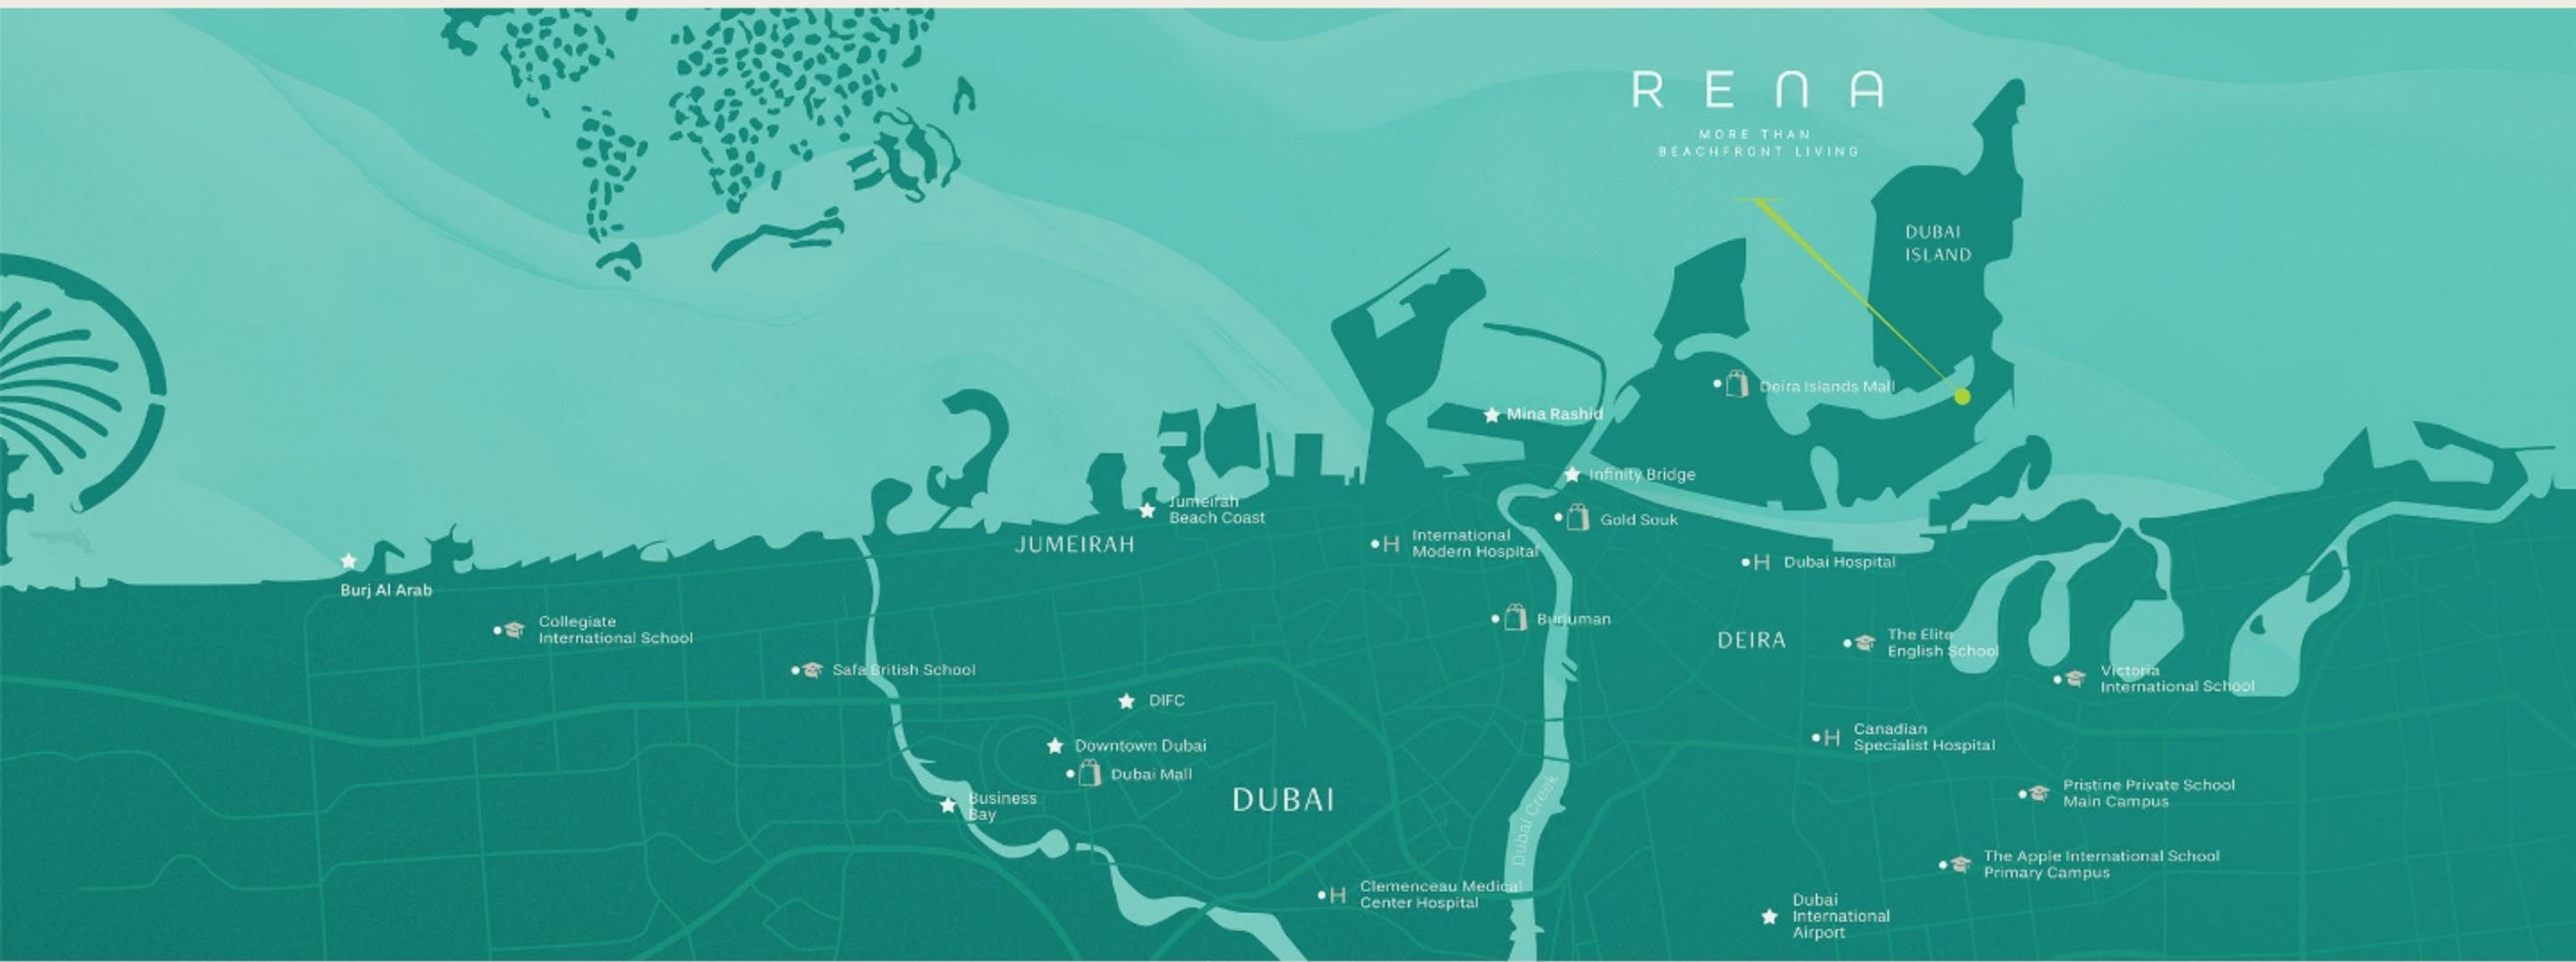 RENA
MORE THAN
BEACHFRONT LIVING
DUBAI
ISLAND
Deira Islands Mall
Mina Rashid
Infinity Bridge
Jumeirah
Beach Coast
Gold Souk
JUMEIRAH
International
Modern Hospital
Dubai Hospital
Burj Al Arab
Collegiate
International School
Burjuman
DEIRA
The Elite
English School
Safa British School
Victoria
International School
DIFC
Canadian
Specialist Hospital
Downtown Dubai
Dubai Mall
Business
Bay
DUBAI
Dubai Creek
Pristine Private School
Main Campus
The Apple International School
Primary Campus
Clemenceau Medical
Center Hospital
Dubai
International
Airport